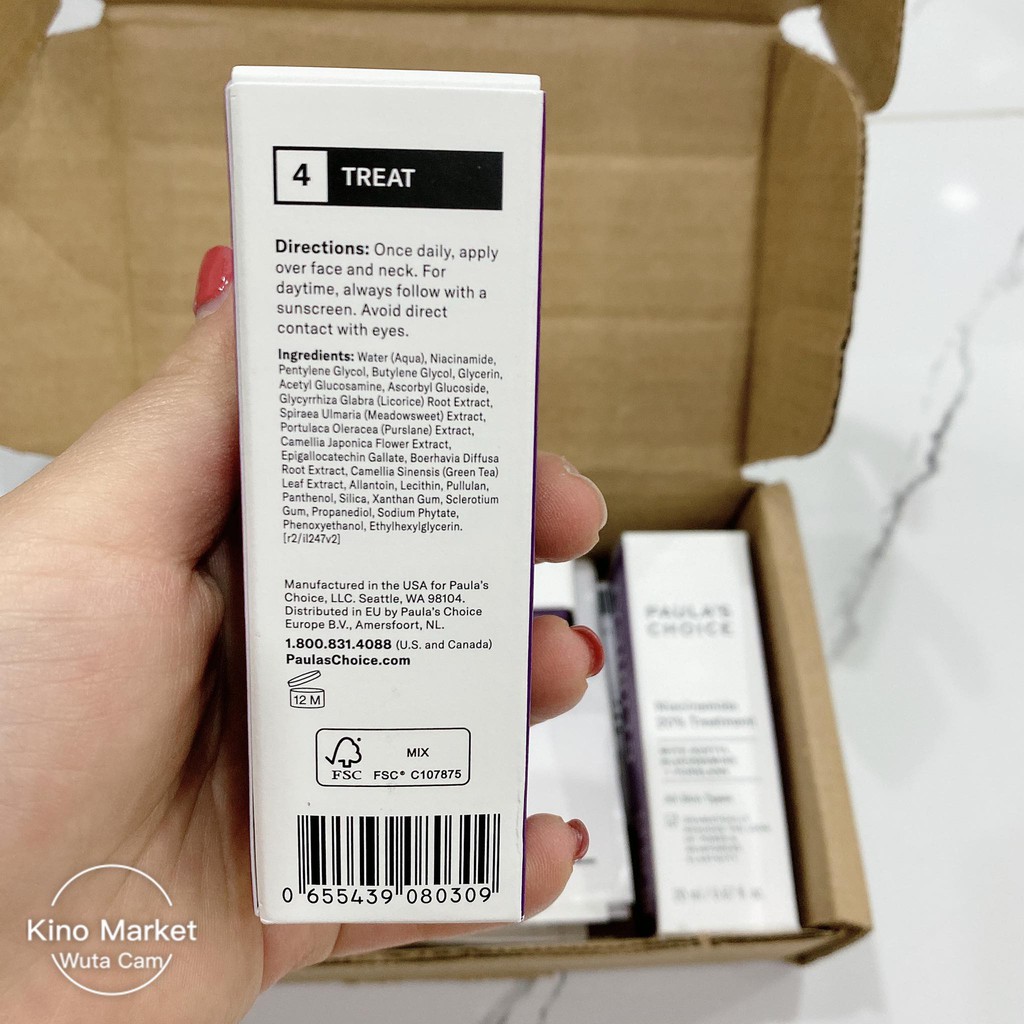 4 TREAT
Directions: Once daily, apply
over face and neck. For
daytime, always follow with a
sunscreen. Avoid direct
contact with eyes.
Ingredients: Water (Aqua), Niacinamide,
Pentylene Glycol, Butylene Glycol, Glycerin,
Acetyl Glucosamine, Ascorbyl Glucoside,
Glycyrrhiza Glabra (Licorice) Root Extract,
Spiraea Ulmaria (Meadowsweet) Extract,
Portulaca Oleracea (Purslane) Extract,
Camellia Japonica Flower Extract,
Epigallocatechin Gallate, Boerhavia Diffusa
Root Extract, Camellia Sinensis (Green Tea)
Leaf Extract, Allantoin, Lecithin, Pullulan,
Panthenol, Silica, Xanthan Gum, Sclerotium
Gum, Propanediol, Sodium Phytate,
Phenoxyethanol, Ethylhexylglycerin.
[r2/il247v2]
Manufactured in the USA for Paula's
Choice, LLC. Seattle, WA 98104.
Distributed in EU by Paula's Choice
Europe B.V., Amersfoort, NL.
1.800.831.4088 (U.S. and Canada)
PaulasChoice.com
12 M
MIX
FSC FSC® C107875
0 655439 080309
PAULA'S
CHOICE
Niacinamide
20% Treatment
All Skin Types
Kino Market
Wuta Cam